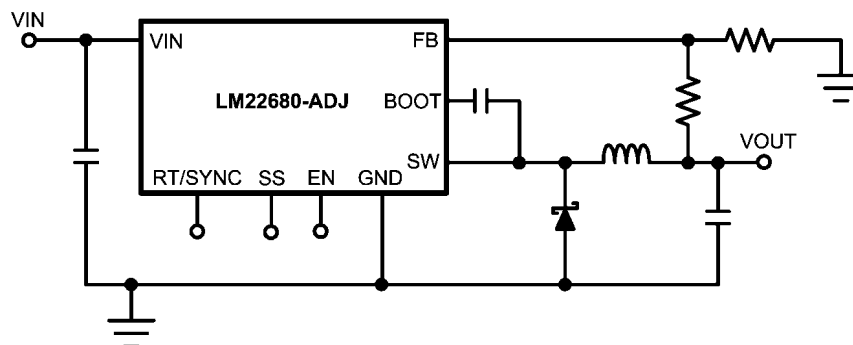 VIN
VIN
FB
LM22680-ADJ
BOOT
SW
VOUT
RT/SYNC
SS
EN
GND